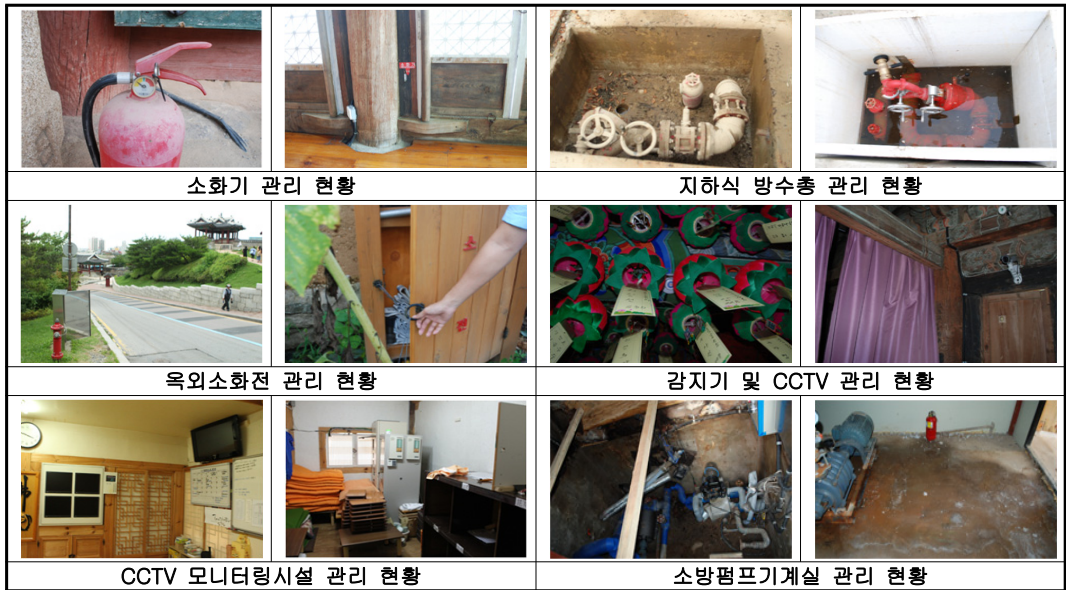 소화기 관리 현황
지하식 방수총 관리 현황
옥외소화전 관리 현황
감지기 및 CCTV 관리 현황
CCTV 모니터링시설 관리 현황
소방펌프기계실 관리 현황